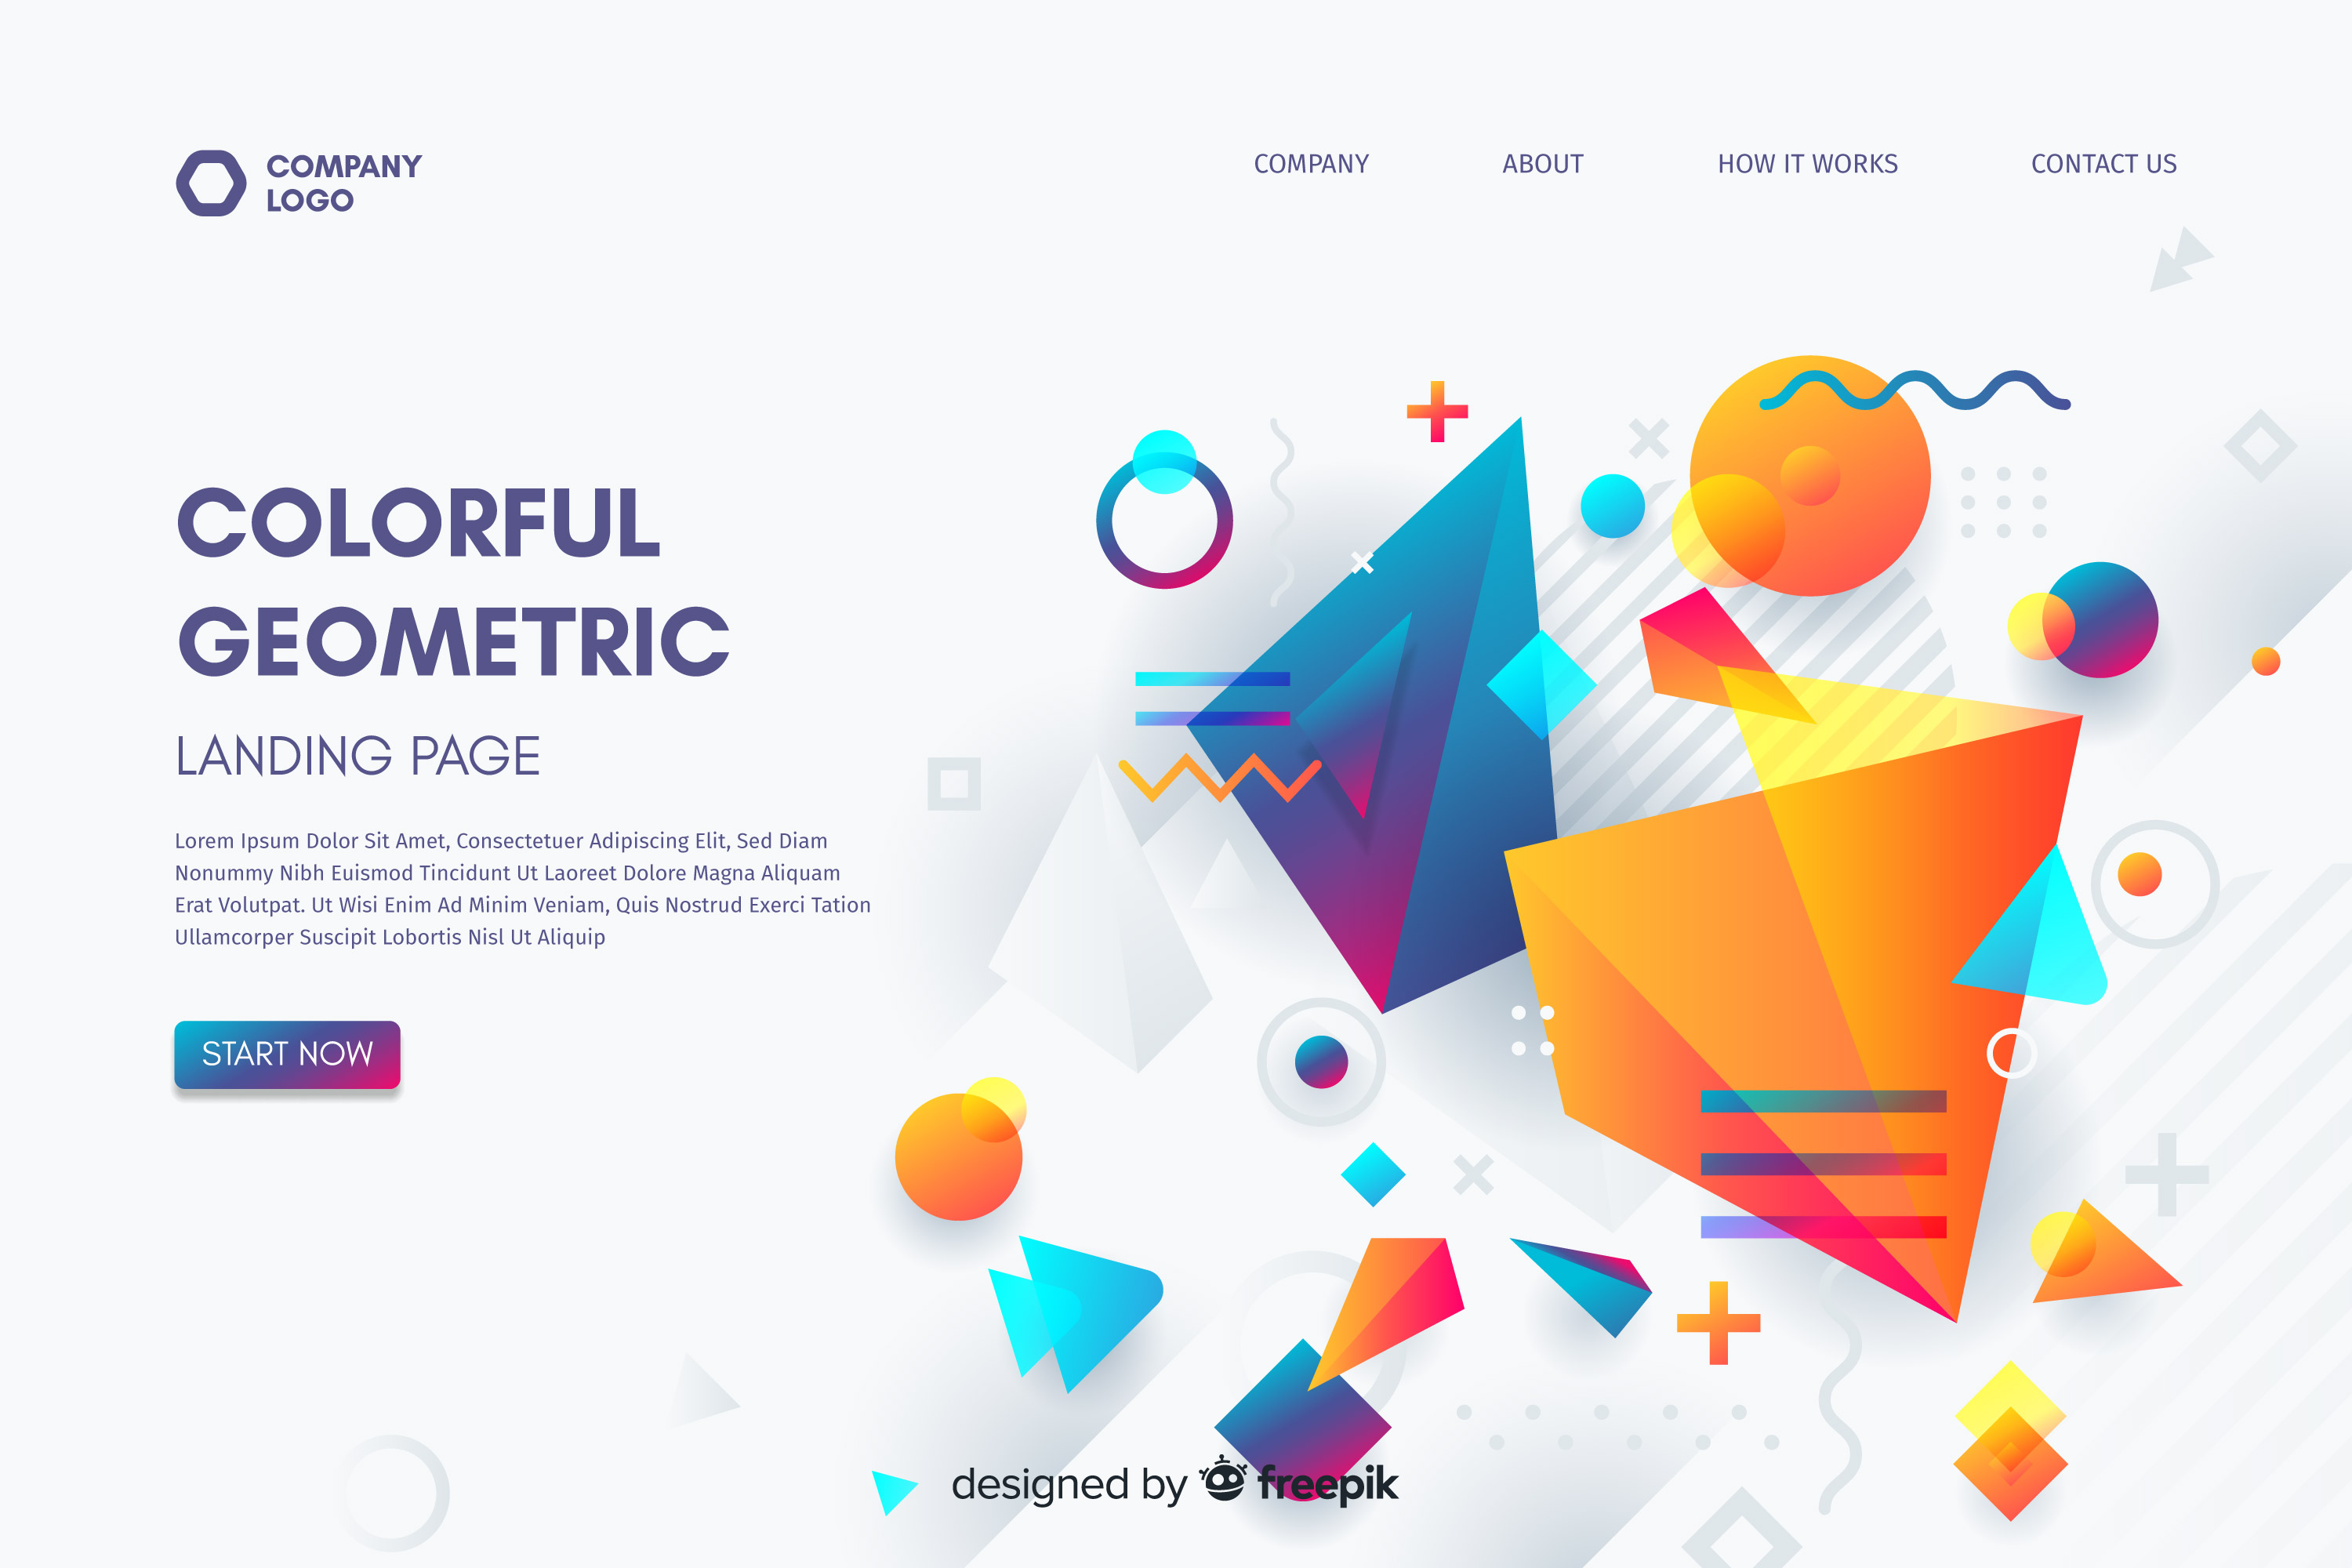 COMPANY
LOGO
COMPANY ABOUT HOW IT WORKS CONTACT US
COLORFUL
GEOMETRIC
LANDING PAGE
Lorem Ipsum Dolor Sit Amet, Consectetuer Adipiscing Elit, Sed Diam
Nonummy Nibh Euismod Tincidunt Ut Laoreet Dolore Magna Aliquam
Erat Volutpat. Ut Wisi Enim Ad Minim Veniam, Quis Nostrud Exerci Tation
Ullamcorper Suscipit Lobortis Nisl Ut Aliquip
START NOW
designed by freepik